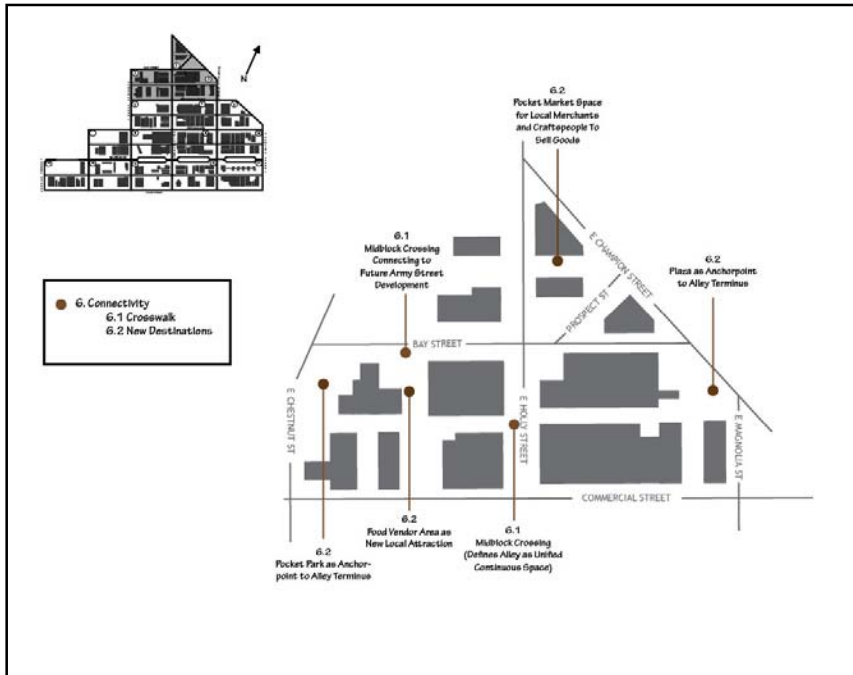 N
6.2
Pocket Market Space
for Local Merchants
and Craftspeople To
Sell Goods
6.1
Midblock Crossing
Connecting to
Future Army Street
Development
6.2
Plaza as Anchorpoint
to Alley Terminus
6. Connectivity
6.1 Crosswalk
6.2 New Destinations
E CHAMPION STREET
PROSPECT ST
BAY STREET
E CHESTNUT ST
E HOLLY STREET
E MAGNOLIA ST
COMMERCIAL STREET
6.2
Pocket Park as Anchor-
point to Alley Terminus
6.2
Food Vendor Area as
New Local Attraction
6.1
Midblock Crossing
(Defines Alley as Unified
Continuous Space)